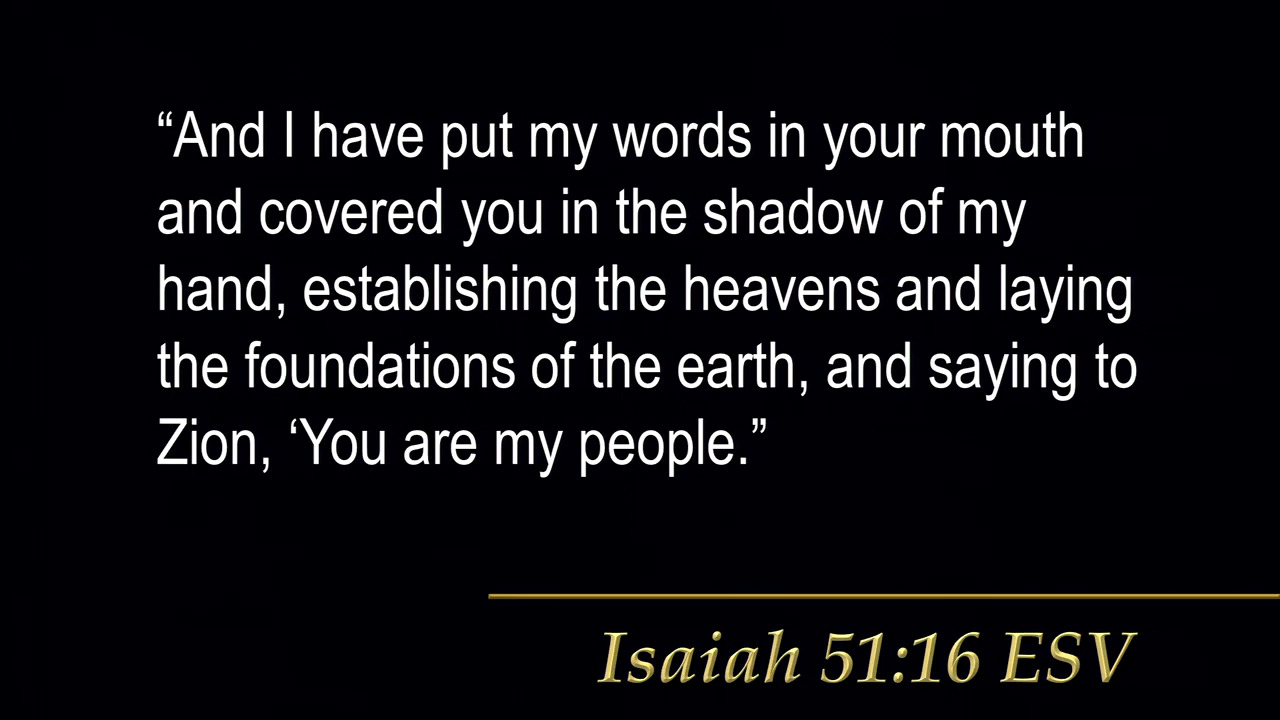 “And I have put my words in your mouth
and covered you in the shadow of my
hand, establishing the heavens and laying
the foundations of the earth, and saying to
Zion, ‘You are my people.”
Isaiah 51:16 ESV